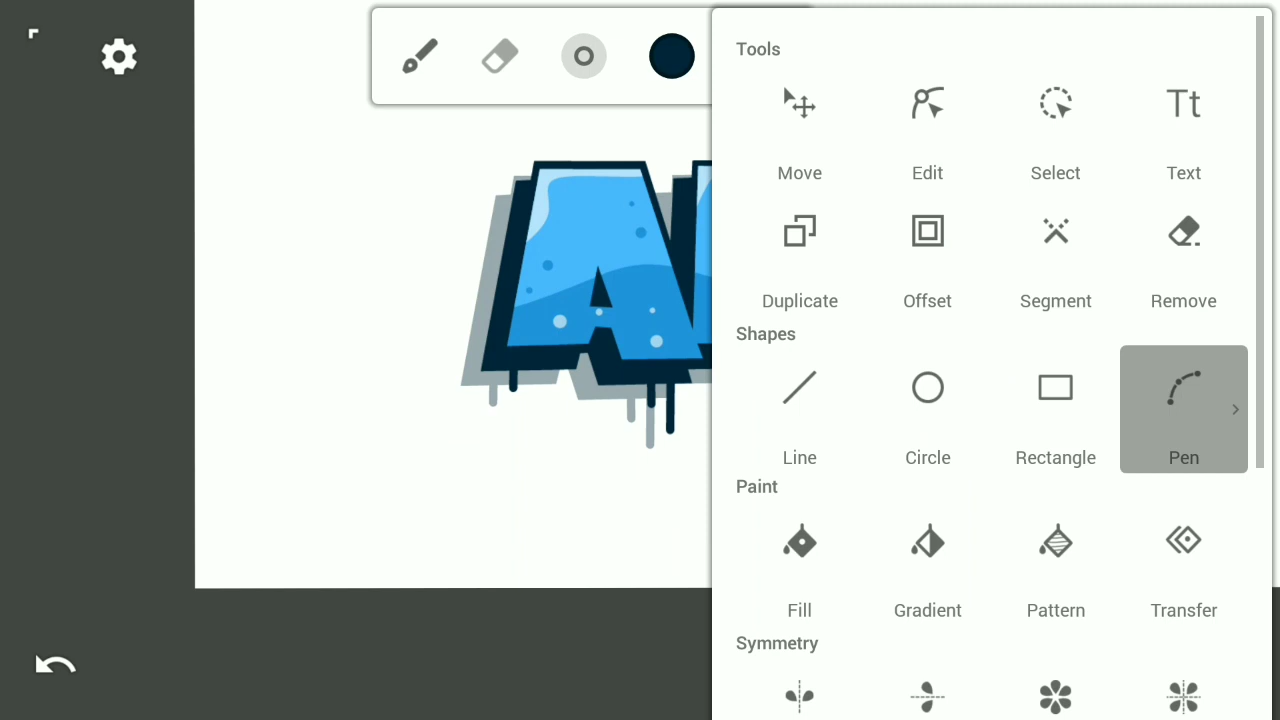 Tools
Move Edit Select Text
Duplicate Offset Segment Remove
Shapes
Line Circle Rectangle Pen
Paint
Fill Gradient Pattern Transfer
Symmetry
A